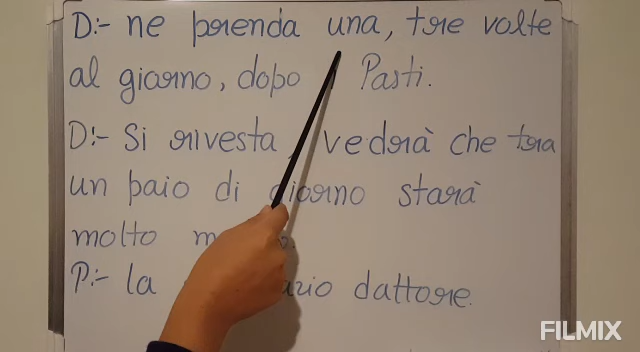 D:- ne prenda una, tre volte
al giorno, dopo Pasti.
D:- Si rivesta, vedrà che tra
un paio di giorno starà
molto
P:- la dattore.
FILMIX